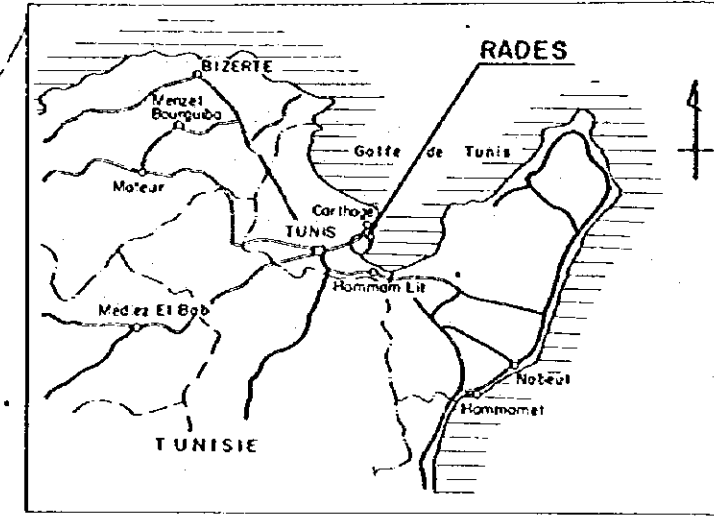 RADES
BIZERTE
Menzel
Bourguiba
Golfe de Tunis
Mateur
Carthage
TUNIS
Hammam Lif
Medjez El Bab
Nabeul
Hammamet
TUNISIE